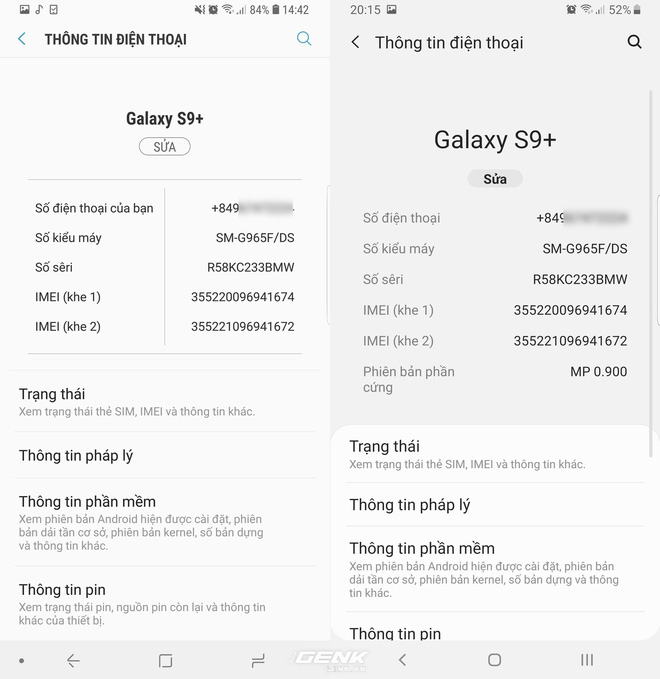 84% 14:42
THÔNG TIN ĐIỆN THOẠI
Galaxy S9+
SỬA
Số điện thoại của bạn +849
Số kiểu máy SM-G965F/DS
Số sêri R58KC233BMW
IMEI (khe 1) 355220096941674
IMEI (khe 2) 355221096941672
Trạng thái
Xem trạng thái thẻ SIM, IMEI và thông tin khác.
Thông tin pháp lý
Thông tin phần mềm
Xem phiên bản Android hiện được cài đặt, phiên
bản dải tần cơ sở, phiên bản kernel, số bản dựng
và thông tin khác.
Thông tin pin
Xem trạng thái pin, nguồn pin còn lại và thông tin
khác của thiết bị.
20:15 52%
Thông tin điện thoại
Galaxy S9+
Sửa
Số điện thoại +849
Số kiểu máy SM-G965F/DS
Số sêri R58KC233BMW
IMEI (khe 1) 355220096941674
IMEI (khe 2) 355221096941672
Phiên bản phần MP 0.900
cứng
Trạng thái
Xem trạng thái thẻ SIM, IMEI và thông tin khác.
Thông tin pháp lý
Thông tin phần mềm
Xem phiên bản Android hiện được cài đặt, phiên bản
dải tần cơ sở, phiên bản kernel, số bản dựng và thông
tin khác.
Thông tin pin
GENK